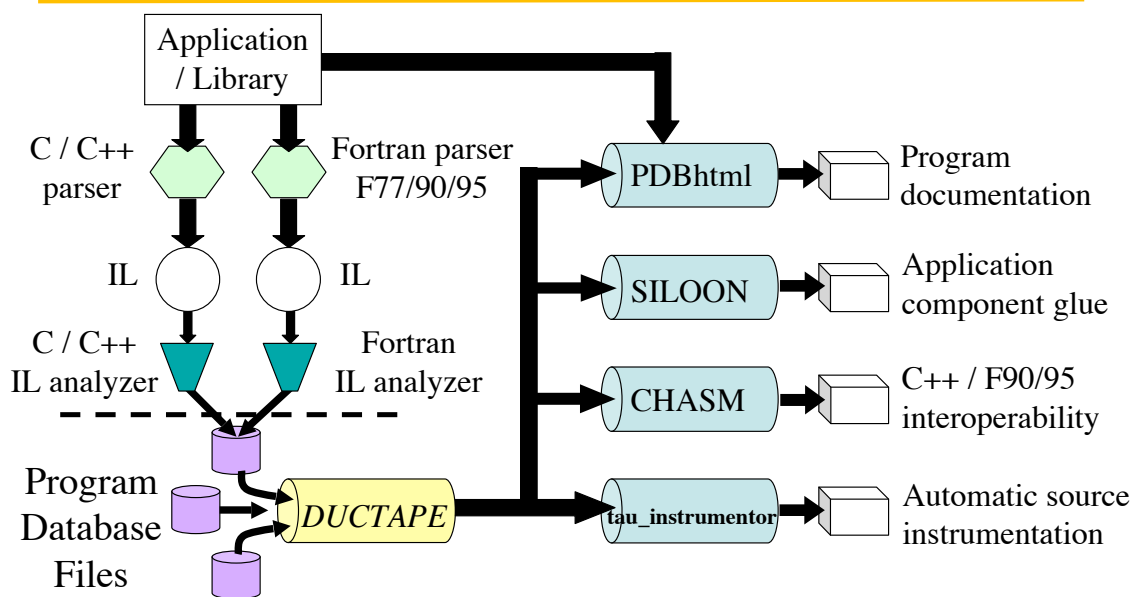 Application
/ Library
C / C++
parser
Fortran parser
F77/90/95
IL
IL
C / C++
IL analyzer
Fortran
IL analyzer
Program
Database
Files
DUCTAPE
PDBhtml
Program
documentation
SILOON
Application
component glue
CHASM
C++ / F90/95
interoperability
tau_instrumentor
Automatic source
instrumentation